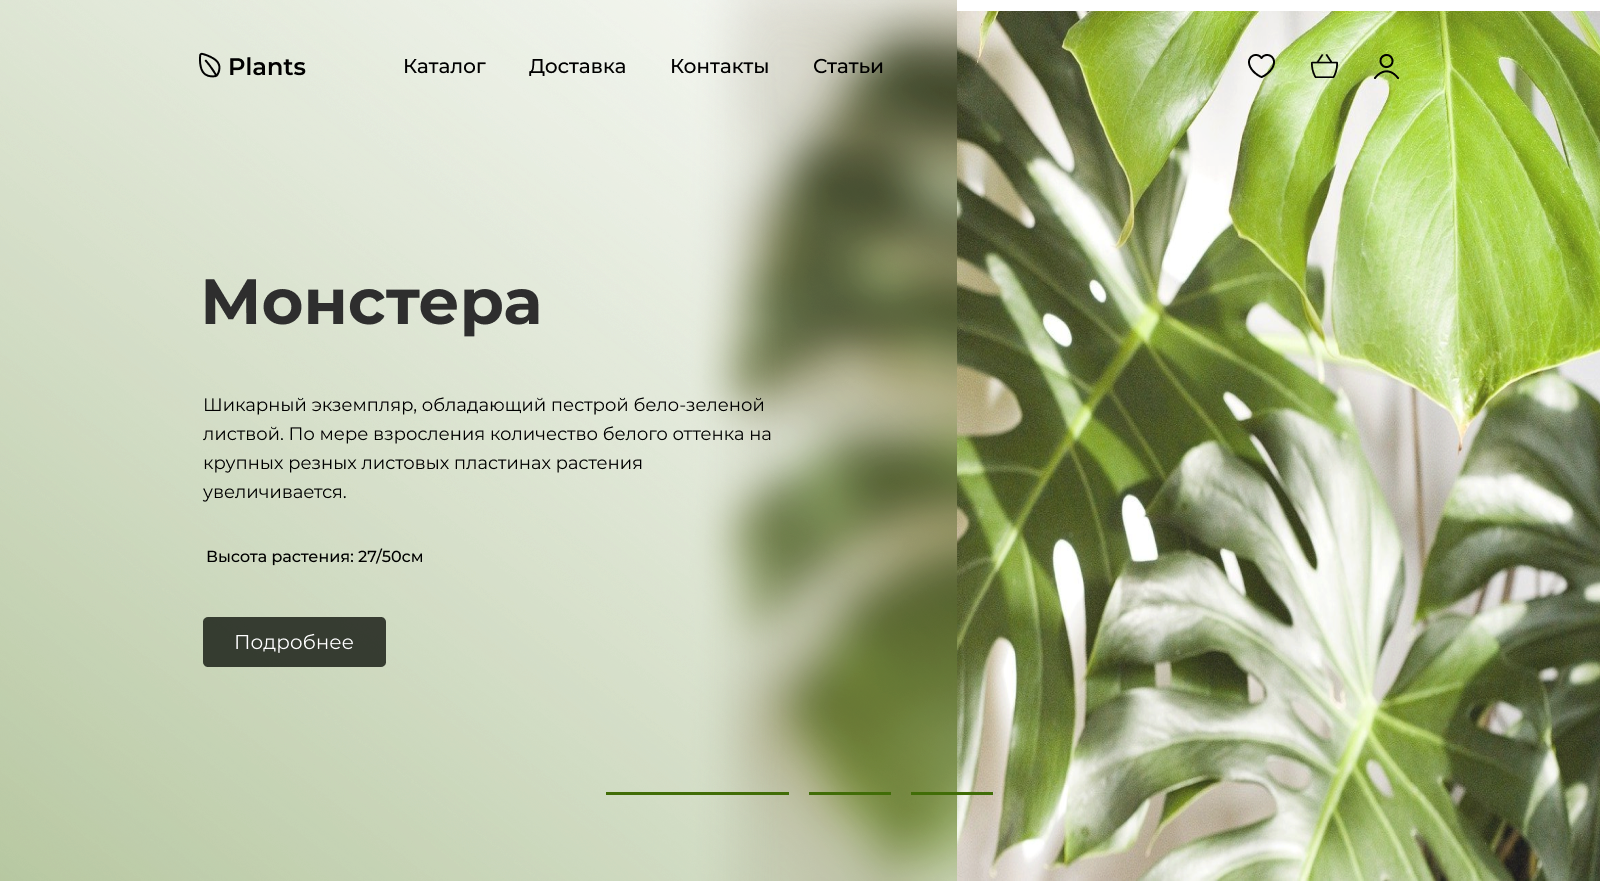 Plants
Каталог
Доставка
Контакты
Статьи
Монстера
Шикарный экземпляр, обладающий пестрой бело-зеленой
листвой. По мере взросления количество белого оттенка на
крупных резных листовых пластинах растения
увеличивается.
Высота растения: 27/50см
Подробнее